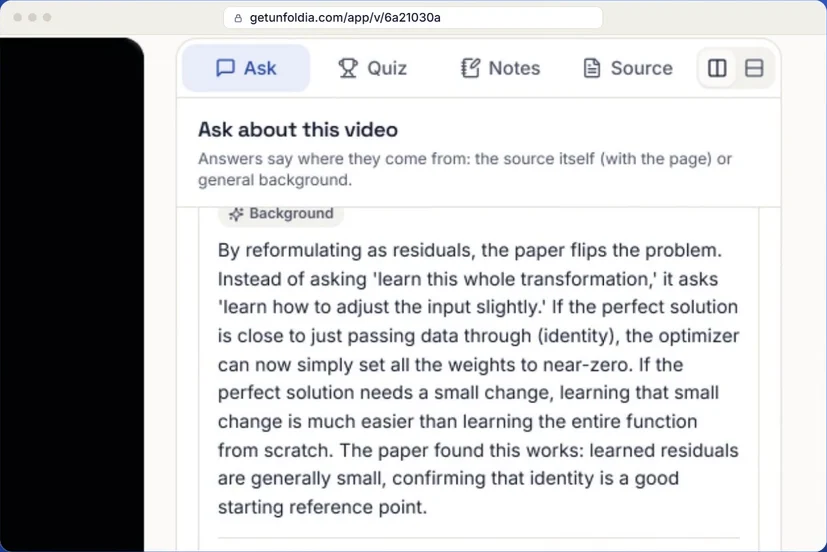 getunfoldia.com/app/v/6a21030a
Ask
Quiz
Notes
Source
Ask about this video
Answers say where they come from: the source itself (with the page) or
general background.
Background
By reformulating as residuals, the paper flips the problem.
Instead of asking 'learn this whole transformation,' it asks
'learn how to adjust the input slightly.' If the perfect solution
is close to just passing data through (identity), the optimizer
can now simply set all the weights to near-zero. If the
perfect solution needs a small change, learning that small
change is much easier than learning the entire function
from scratch. The paper found this works: learned residuals
are generally small, confirming that identity is a good
starting reference point.